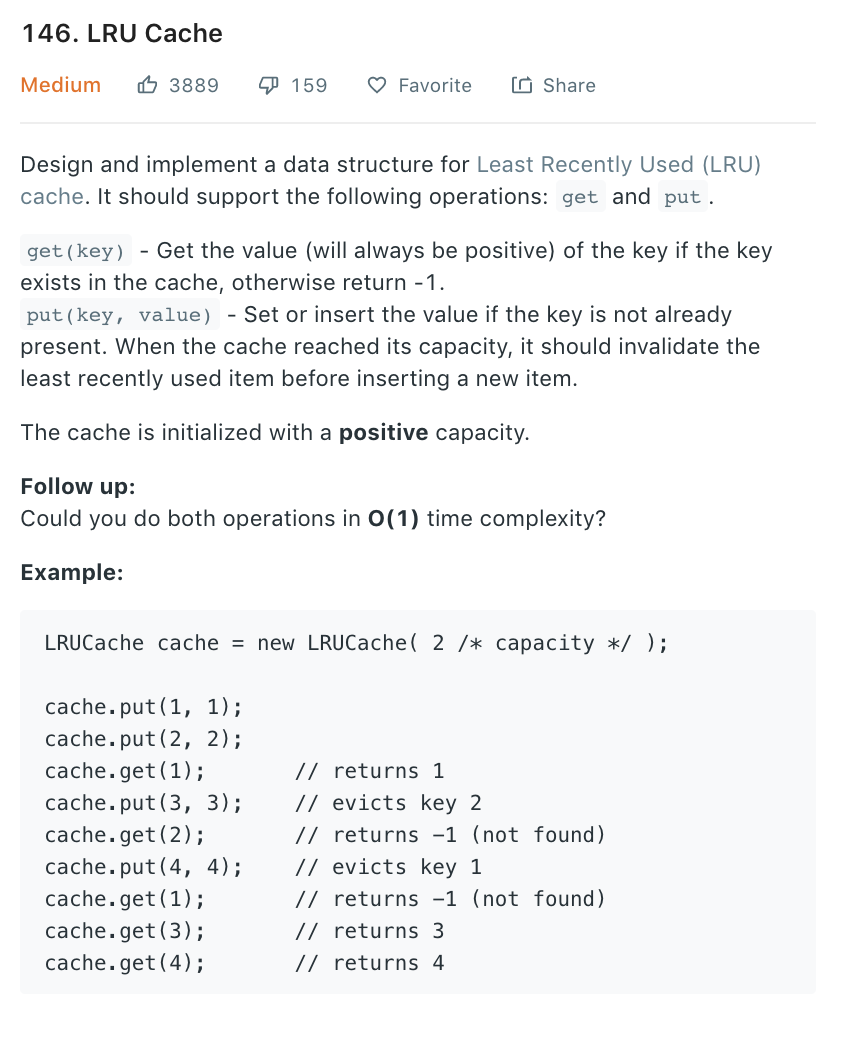 146. LRU Cache
Medium 3889 159 Favorite Share
Design and implement a data structure for Least Recently Used (LRU)
cache. It should support the following operations: get and put.
get(key) - Get the value (will always be positive) of the key if the key
exists in the cache, otherwise return -1.
put(key, value) - Set or insert the value if the key is not already
present. When the cache reached its capacity, it should invalidate the
least recently used item before inserting a new item.
The cache is initialized with a positive capacity.
Follow up:
Could you do both operations in O(1) time complexity?
Example:
LRUCache cache = new LRUCache( 2 /* capacity */ );
cache.put(1, 1);
cache.put(2, 2);
cache.get(1);       // returns 1
cache.put(3, 3);    // evicts key 2
cache.get(2);       // returns -1 (not found)
cache.put(4, 4);    // evicts key 1
cache.get(1);       // returns -1 (not found)
cache.get(3);       // returns 3
cache.get(4);       // returns 4